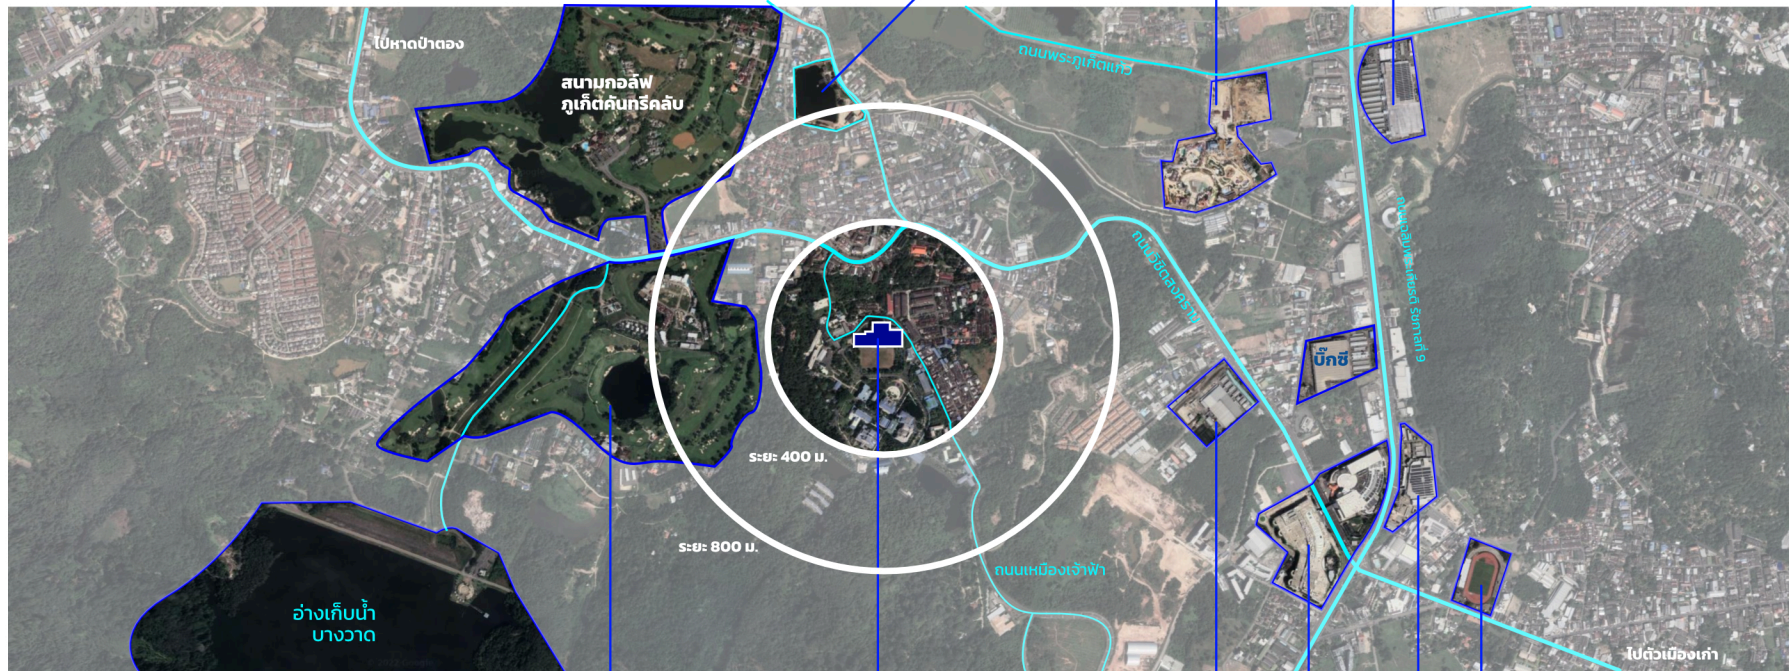 ไปหาดป่าตอง
สนามกอล์ฟ
ภูเก็ตคันทรีคลับ
ถนนพระภูเก็ตแก้ว
ถนนวิชิตสงคราม
ถนนเฉลิมพระเกียรติ รัชกาลที่ 9
บิ๊กซี
ระยะ 400 ม.
ระยะ 800 ม.
ถนนเหมืองเจ้าฟ้า
อ่างเก็บน้ำ
บางวาด
ไปตัวเมืองเก่า